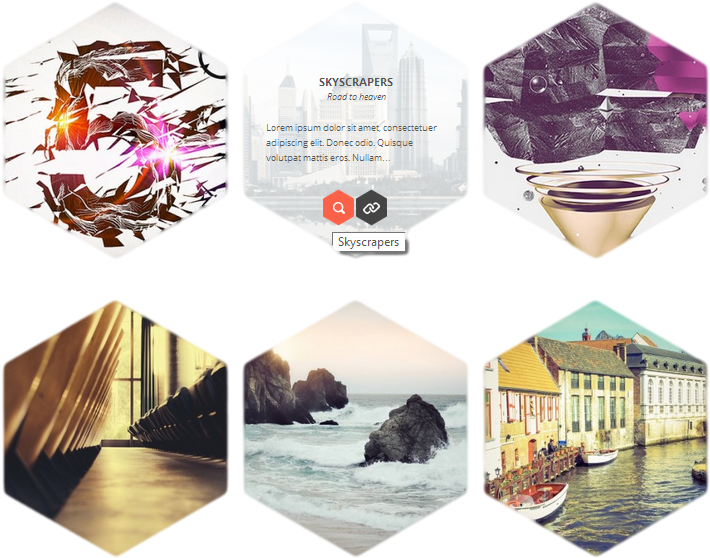 SKYSCRAPERS
Road to heaven
Lorem ipsum dolor sit amet, consectetuer
adipiscing elit. Donec odio. Quisque
volutpat mattis eros. Nullam...
Skyscrapers